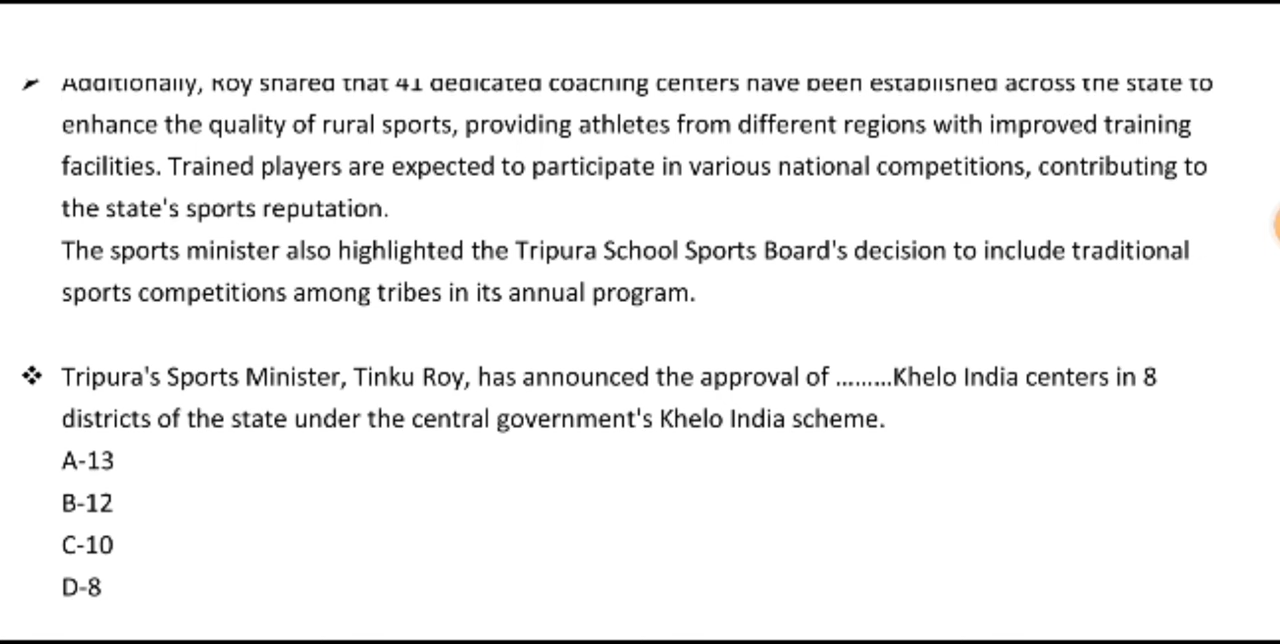 ➤ Additionally, Roy shared that 41 dedicated coaching centers have been established across the state to
enhance the quality of rural sports, providing athletes from different regions with improved training
facilities. Trained players are expected to participate in various national competitions, contributing to
the state's sports reputation.
The sports minister also highlighted the Tripura School Sports Board's decision to include traditional
sports competitions among tribes in its annual program.
❖ Tripura's Sports Minister, Tinku Roy, has announced the approval of .........Khelo India centers in 8
districts of the state under the central government's Khelo India scheme.
A-13
B-12
C-10
D-8